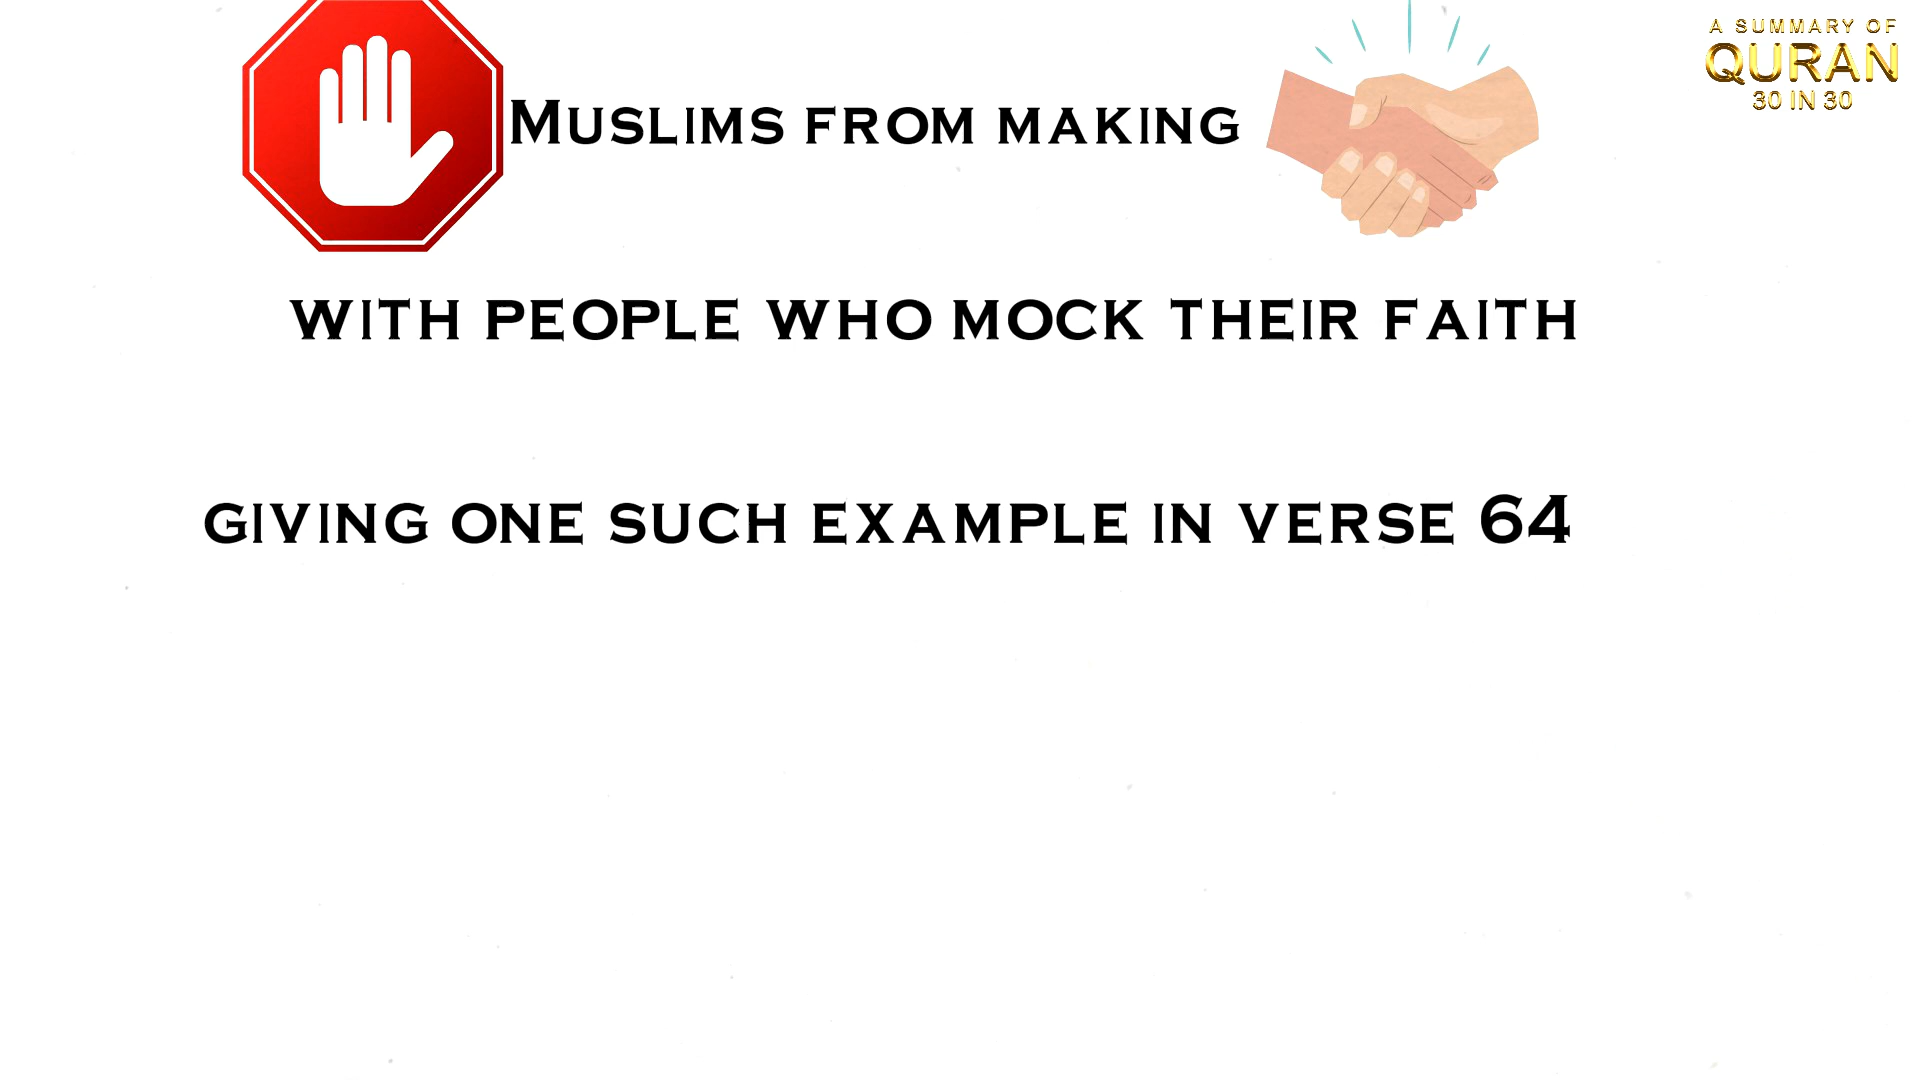 Muslims from making
with people who mock their faith
giving one such example in verse 64
A SUMMARY OF
QURAN
30 IN 30